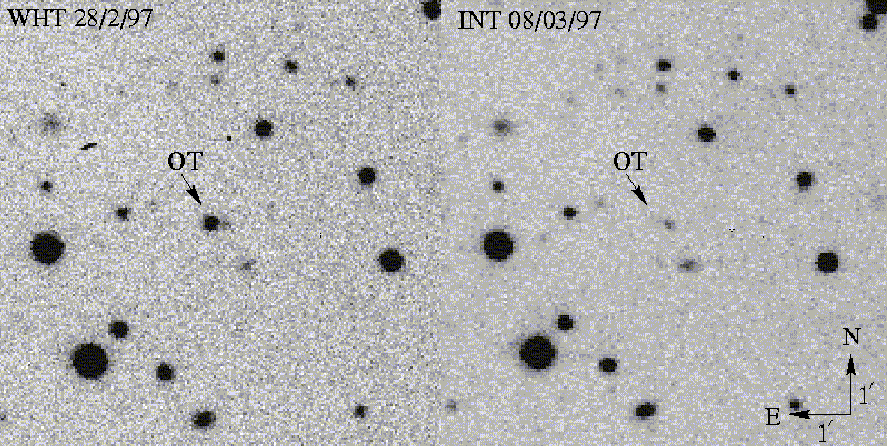 WHT 28/2/97
INT 08/03/97
OT
OT
N
1′
E
1′